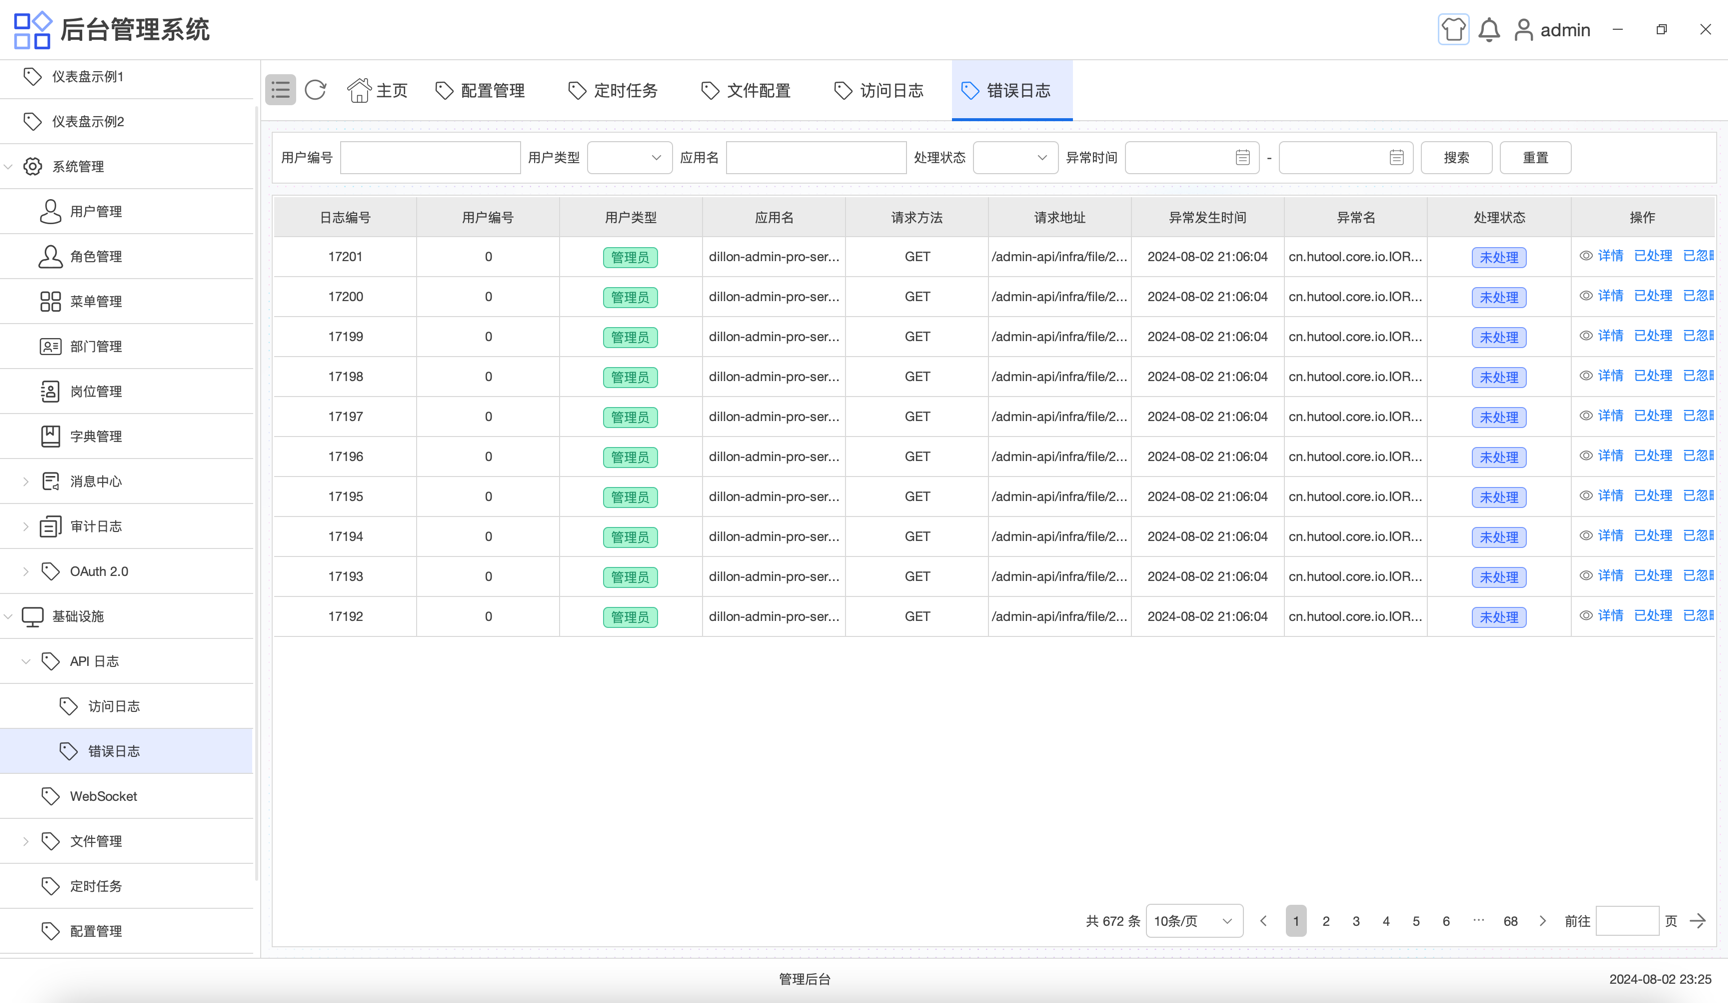 后台管理系统
admin
仪表盘示例1
仪表盘示例2
系统管理
用户管理
角色管理
菜单管理
部门管理
岗位管理
字典管理
消息中心
审计日志
OAuth 2.0
基础设施
API 日志
访问日志
错误日志
WebSocket
文件管理
定时任务
配置管理
主页 配置管理 定时任务 文件配置 访问日志 错误日志
用户编号 用户类型 应用名 处理状态 异常时间 - 搜索 重置
日志编号 用户编号 用户类型 应用名 请求方法 请求地址 异常发生时间 异常名 处理状态 操作
17201 0 管理员 dillon-admin-pro-ser... GET /admin-api/infra/file/2... 2024-08-02 21:06:04 cn.hutool.core.io.IOR... 未处理 详情 已处理 已忽
17200 0 管理员 dillon-admin-pro-ser... GET /admin-api/infra/file/2... 2024-08-02 21:06:04 cn.hutool.core.io.IOR... 未处理 详情 已处理 已忽
17199 0 管理员 dillon-admin-pro-ser... GET /admin-api/infra/file/2... 2024-08-02 21:06:04 cn.hutool.core.io.IOR... 未处理 详情 已处理 已忽
17198 0 管理员 dillon-admin-pro-ser... GET /admin-api/infra/file/2... 2024-08-02 21:06:04 cn.hutool.core.io.IOR... 未处理 详情 已处理 已忽
17197 0 管理员 dillon-admin-pro-ser... GET /admin-api/infra/file/2... 2024-08-02 21:06:04 cn.hutool.core.io.IOR... 未处理 详情 已处理 已忽
17196 0 管理员 dillon-admin-pro-ser... GET /admin-api/infra/file/2... 2024-08-02 21:06:04 cn.hutool.core.io.IOR... 未处理 详情 已处理 已忽
17195 0 管理员 dillon-admin-pro-ser... GET /admin-api/infra/file/2... 2024-08-02 21:06:04 cn.hutool.core.io.IOR... 未处理 详情 已处理 已忽
17194 0 管理员 dillon-admin-pro-ser... GET /admin-api/infra/file/2... 2024-08-02 21:06:04 cn.hutool.core.io.IOR... 未处理 详情 已处理 已忽
17193 0 管理员 dillon-admin-pro-ser... GET /admin-api/infra/file/2... 2024-08-02 21:06:04 cn.hutool.core.io.IOR... 未处理 详情 已处理 已忽
17192 0 管理员 dillon-admin-pro-ser... GET /admin-api/infra/file/2... 2024-08-02 21:06:04 cn.hutool.core.io.IOR... 未处理 详情 已处理 已忽
共 672 条 10条/页 1 2 3 4 5 6 ... 68 前往 页
管理后台
2024-08-02 23:25